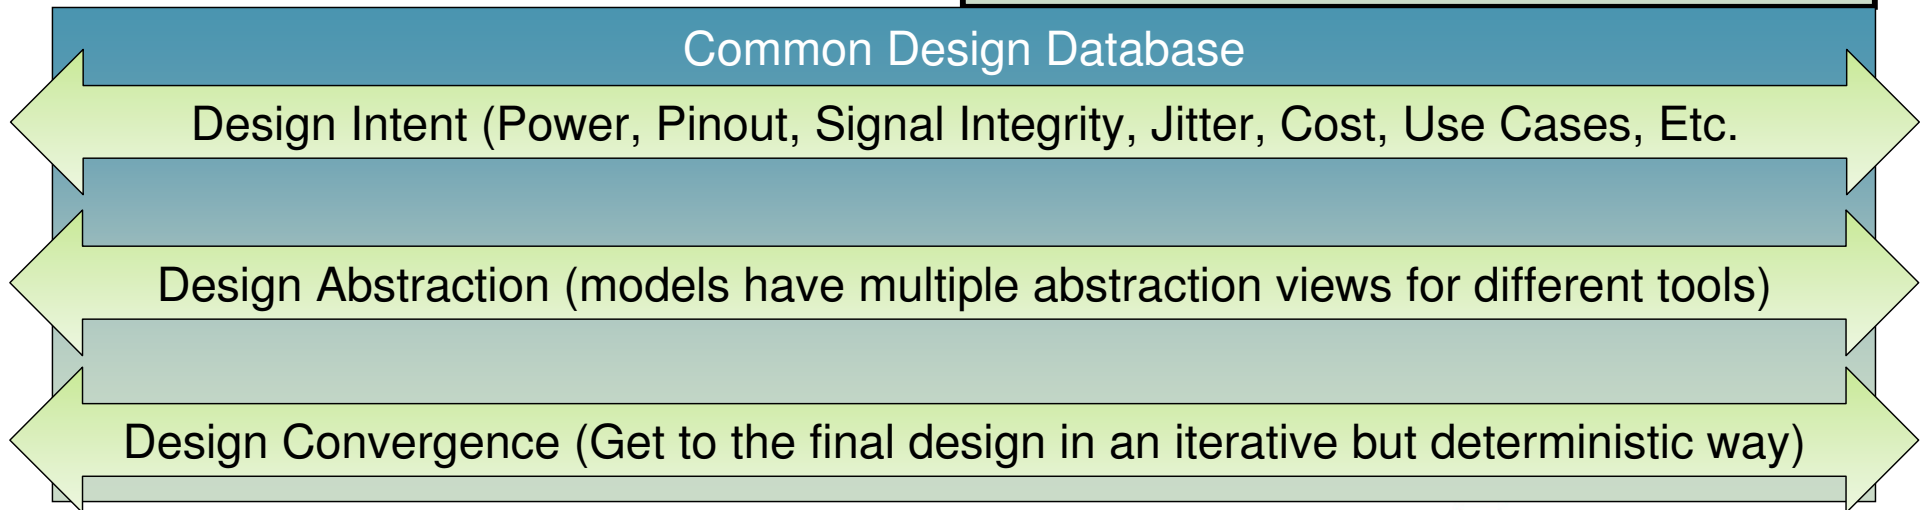 Common Design Database
Design Intent (Power, Pinout, Signal Integrity, Jitter, Cost, Use Cases, Etc.
Design Abstraction (models have multiple abstraction views for different tools)
Design Convergence (Get to the final design in an iterative but deterministic way)